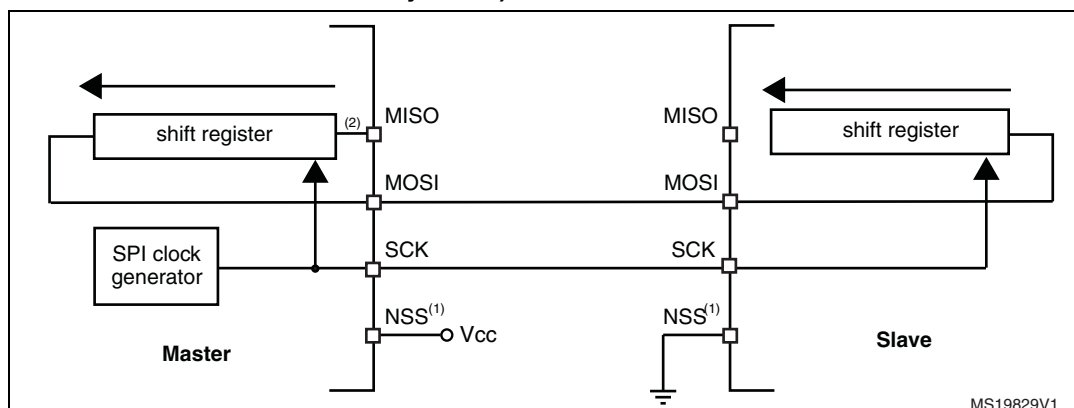 MISO
MISO
shift register
(2)
shift register
MOSI
MOSI
SPI clock
generator
SCK
SCK
NSS(1)
Vcc
NSS(1)
Master
Slave
MS19829V1